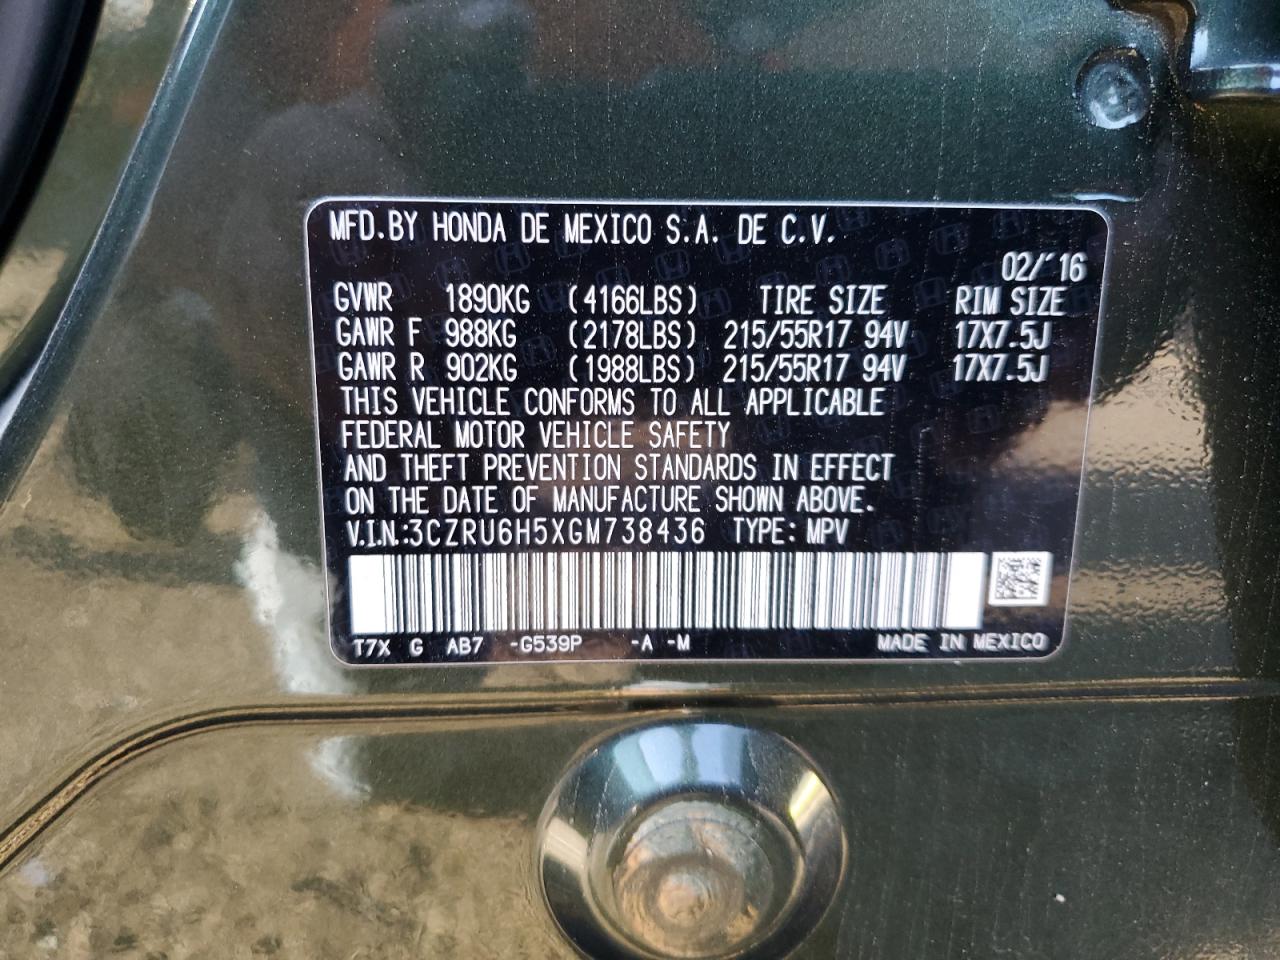 MFD.BY HONDA DE MEXICO S.A. DE C.V.
02/'16
GVWR 1890KG (4166LBS) TIRE SIZE RIM SIZE
GAWR F 988KG (2178LBS) 215/55R17 94V 17X7.5J
GAWR R 902KG (1988LBS) 215/55R17 94V 17X7.5J
THIS VEHICLE CONFORMS TO ALL APPLICABLE
FEDERAL MOTOR VEHICLE SAFETY
AND THEFT PREVENTION STANDARDS IN EFFECT
ON THE DATE OF MANUFACTURE SHOWN ABOVE.
V.I.N:3CZRU6H5XGM738436 TYPE: MPV
T7X G AB7 -G539P -A -M MADE IN MEXICO